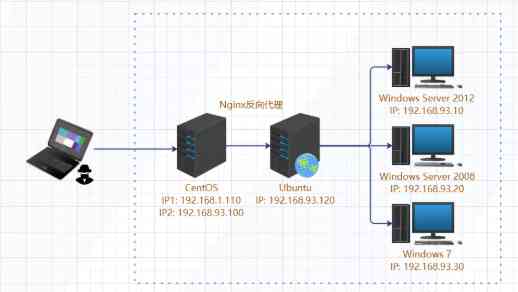 Nginx反向代理
Windows Server 2012
IP: 192.168.93.10
CentOS
IP1: 192.168.1.110
IP2: 192.168.93.100
Ubuntu
IP: 192.168.93.120
Windows Server 2008
IP: 192.168.93.20
Windows 7
IP: 192.168.93.30